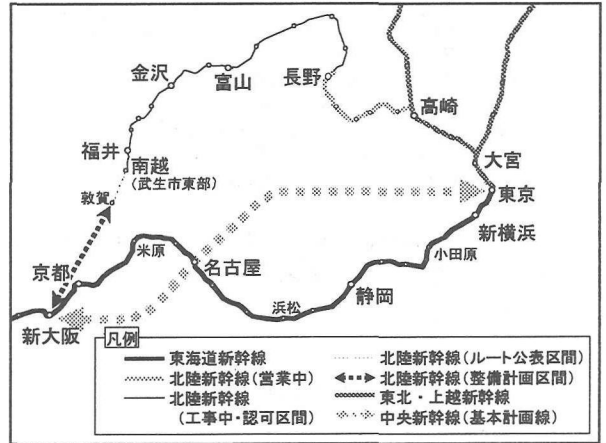 金沢
富山
長野
高崎
福井
南越
(武生市東部)
大宮
敦賀
東京
新横浜
米原
小田原
京都
名古屋
静岡
浜松
新大阪
凡例
東海道新幹線
北陸新幹線(営業中)
北陸新幹線
(工事中・認可区間)
北陸新幹線(ルート公表区間)
北陸新幹線(整備計画区間)
東北・上越新幹線
中央新幹線(基本計画線)